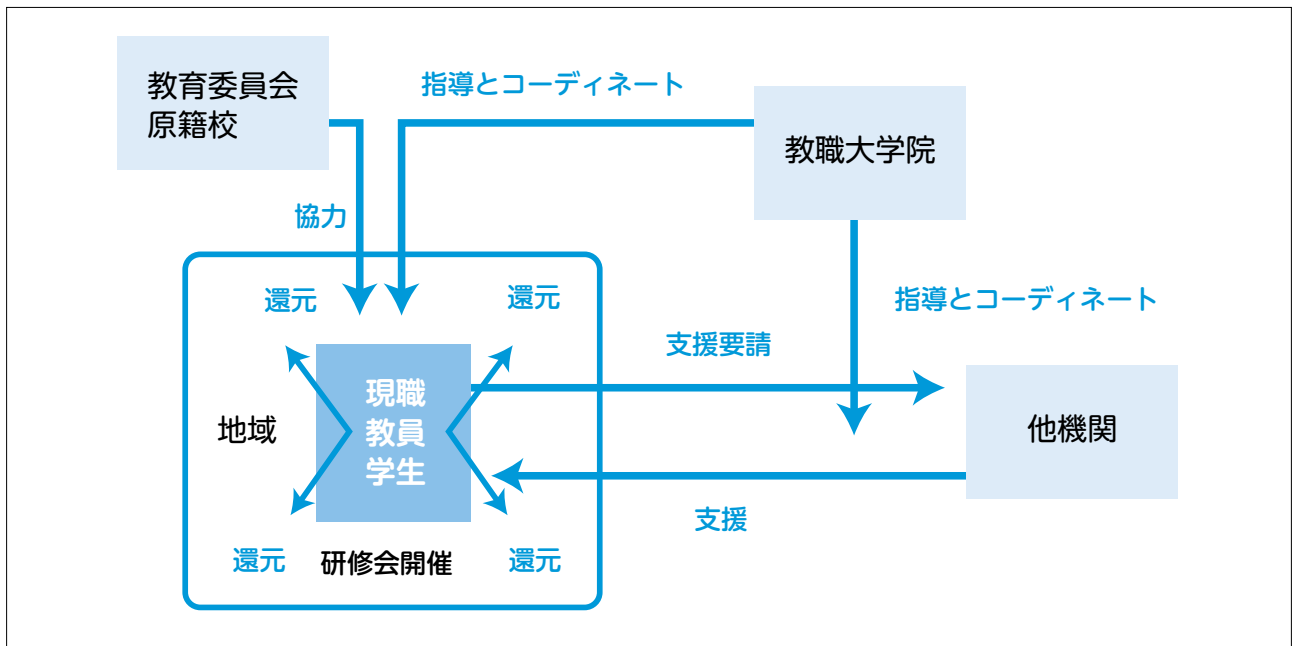 教育委員会
原籍校
指導とコーディネート
教職大学院
協力
還元
還元
指導とコーディネート
支援要請
現職
教員
学生
地域
他機関
支援
還元
研修会開催
還元